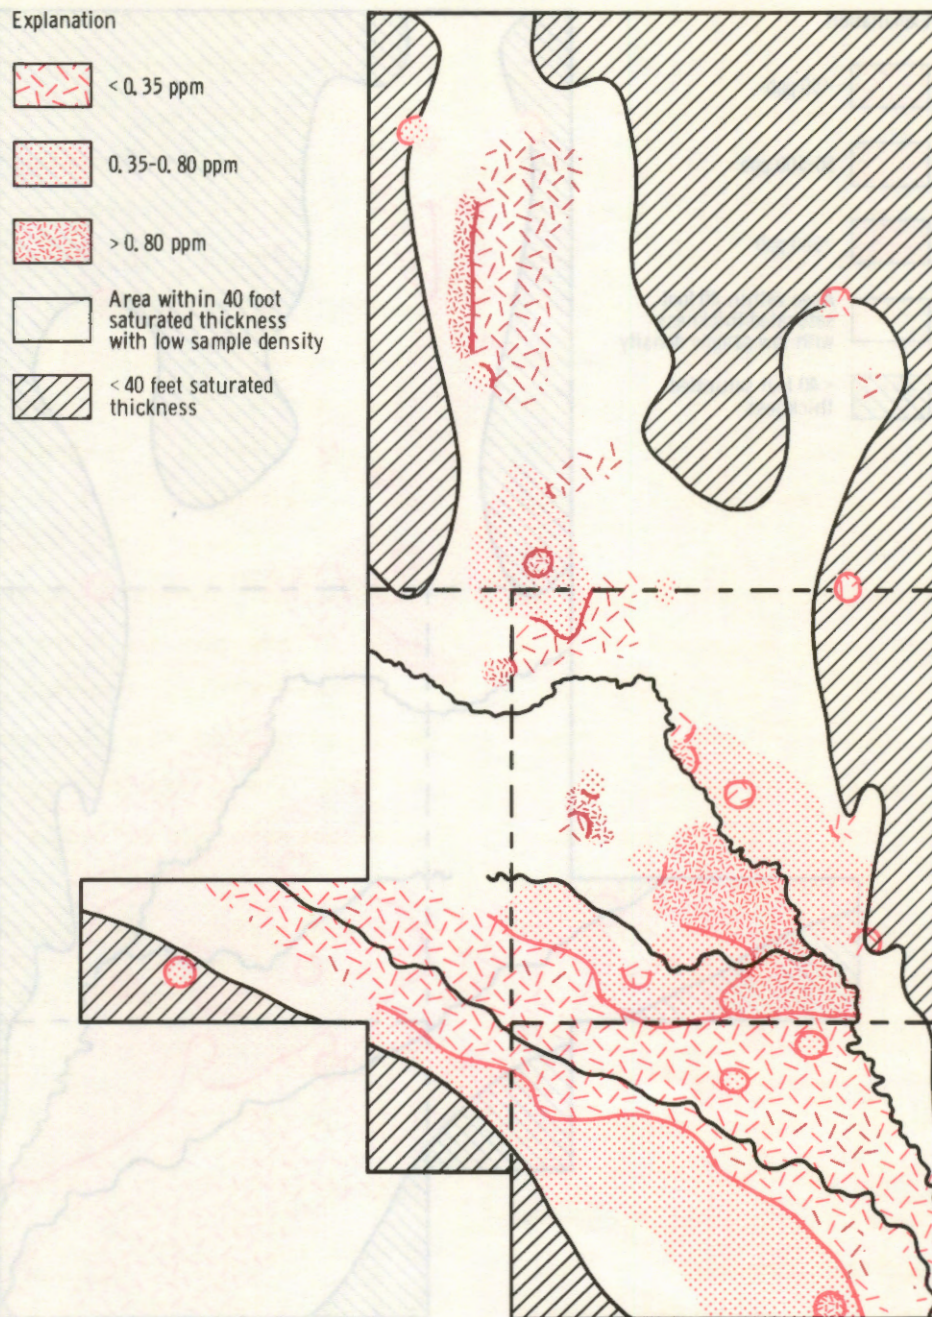 Explanation
< 0. 35 ppm
0. 35-0. 80 ppm
> 0. 80 ppm
Area within 40 foot
saturated thickness
with low sample density
< 40 feet saturated
thickness